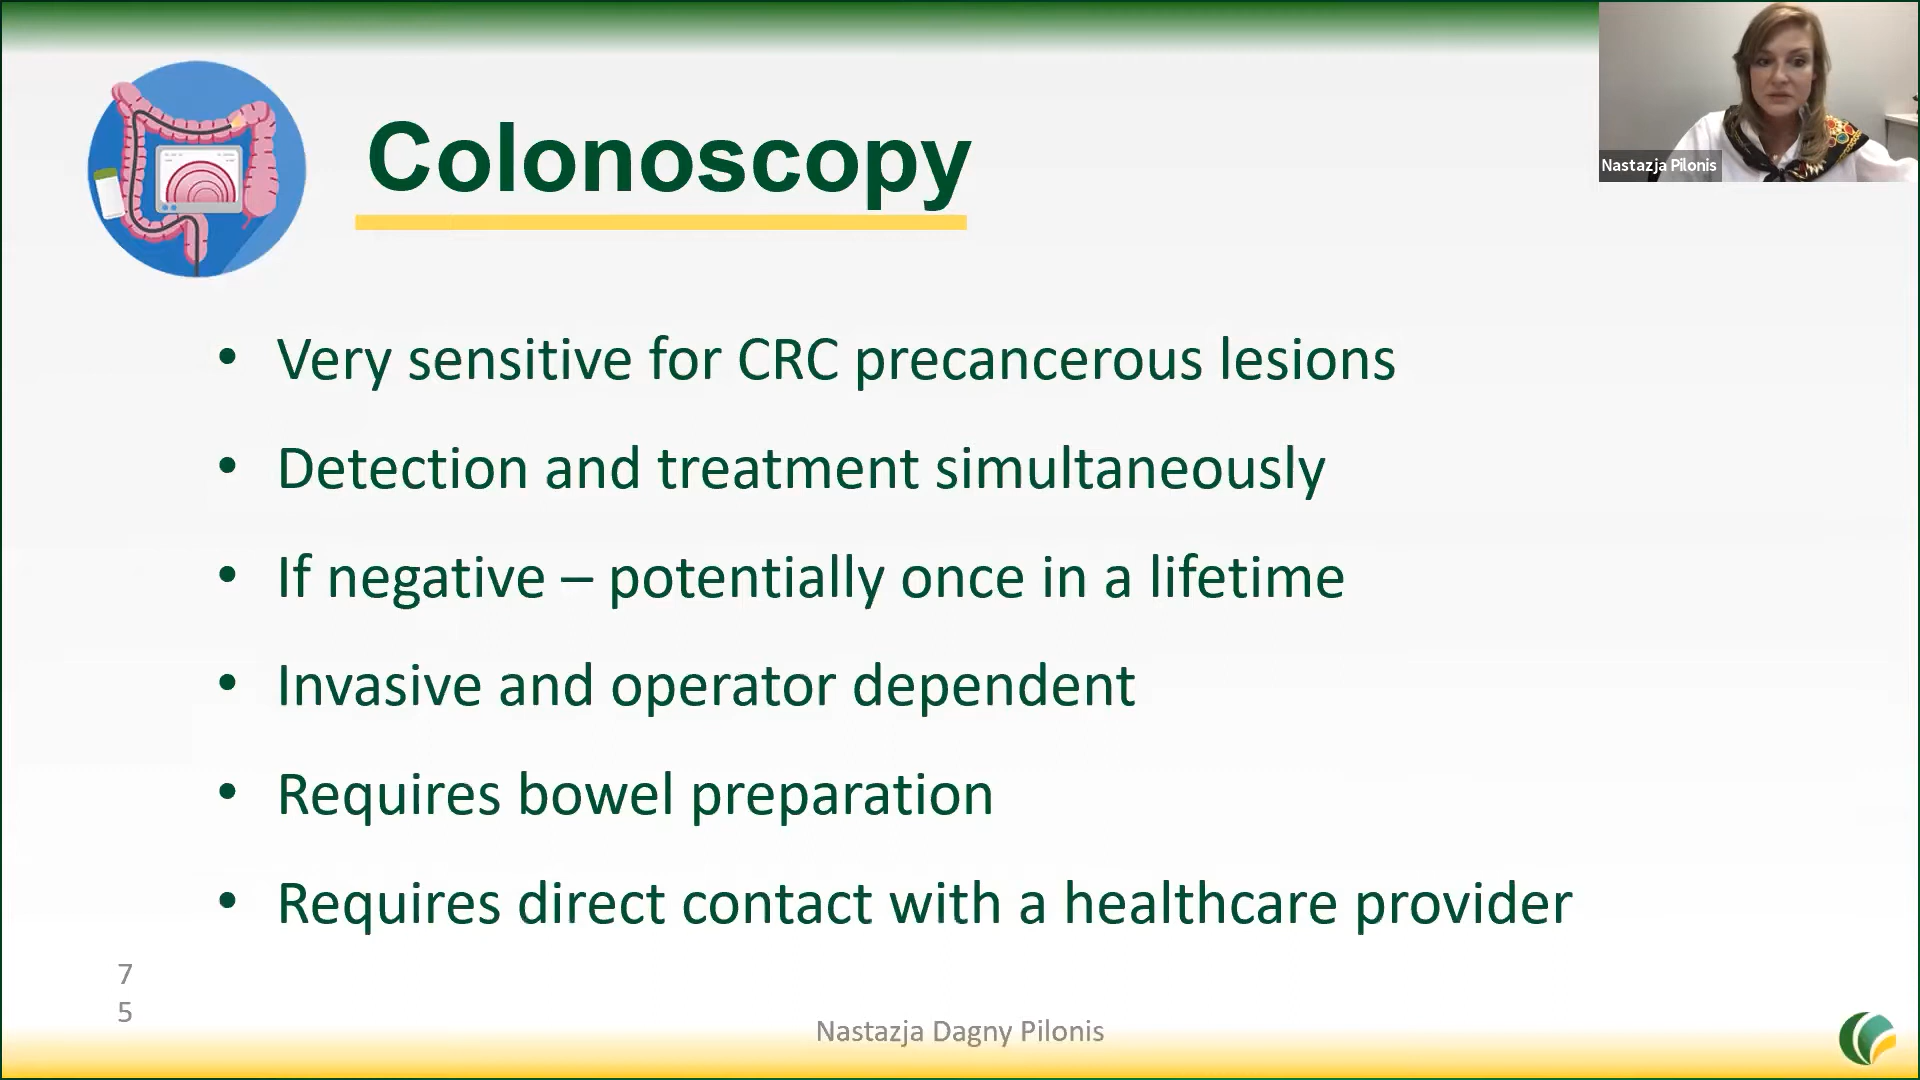 Colonoscopy
Nastazja Pilonis
• Very sensitive for CRC precancerous lesions
• Detection and treatment simultaneously
• If negative – potentially once in a lifetime
• Invasive and operator dependent
• Requires bowel preparation
• Requires direct contact with a healthcare provider
7
5
Nastazja Dagny Pilonis